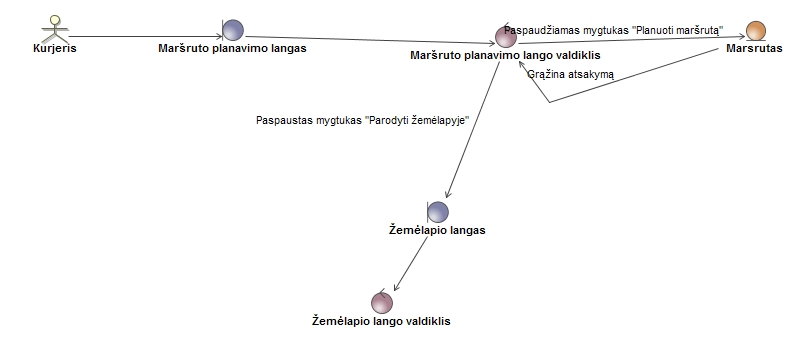 Kurjeris
Maršruto planavimo langas
Paspaudžiamas mygtukas "Planuoti maršrutą"
Maršruto planavimo lango valdiklis
Marsrutas
Grąžina atsakymą
Paspaustas mygtukas "Parodyti žemėlapyje"
Žemėlapio langas
Žemėlapio lango valdiklis